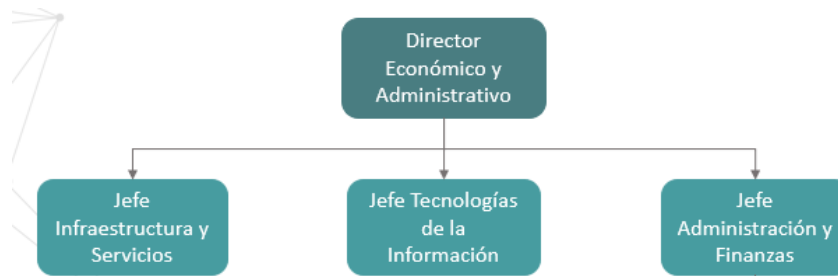 Director
Económico y
Administrativo
Jefe
Infraestructura y
Servicios
Jefe Tecnologías
de la
Información
Jefe
Administración y
Finanzas